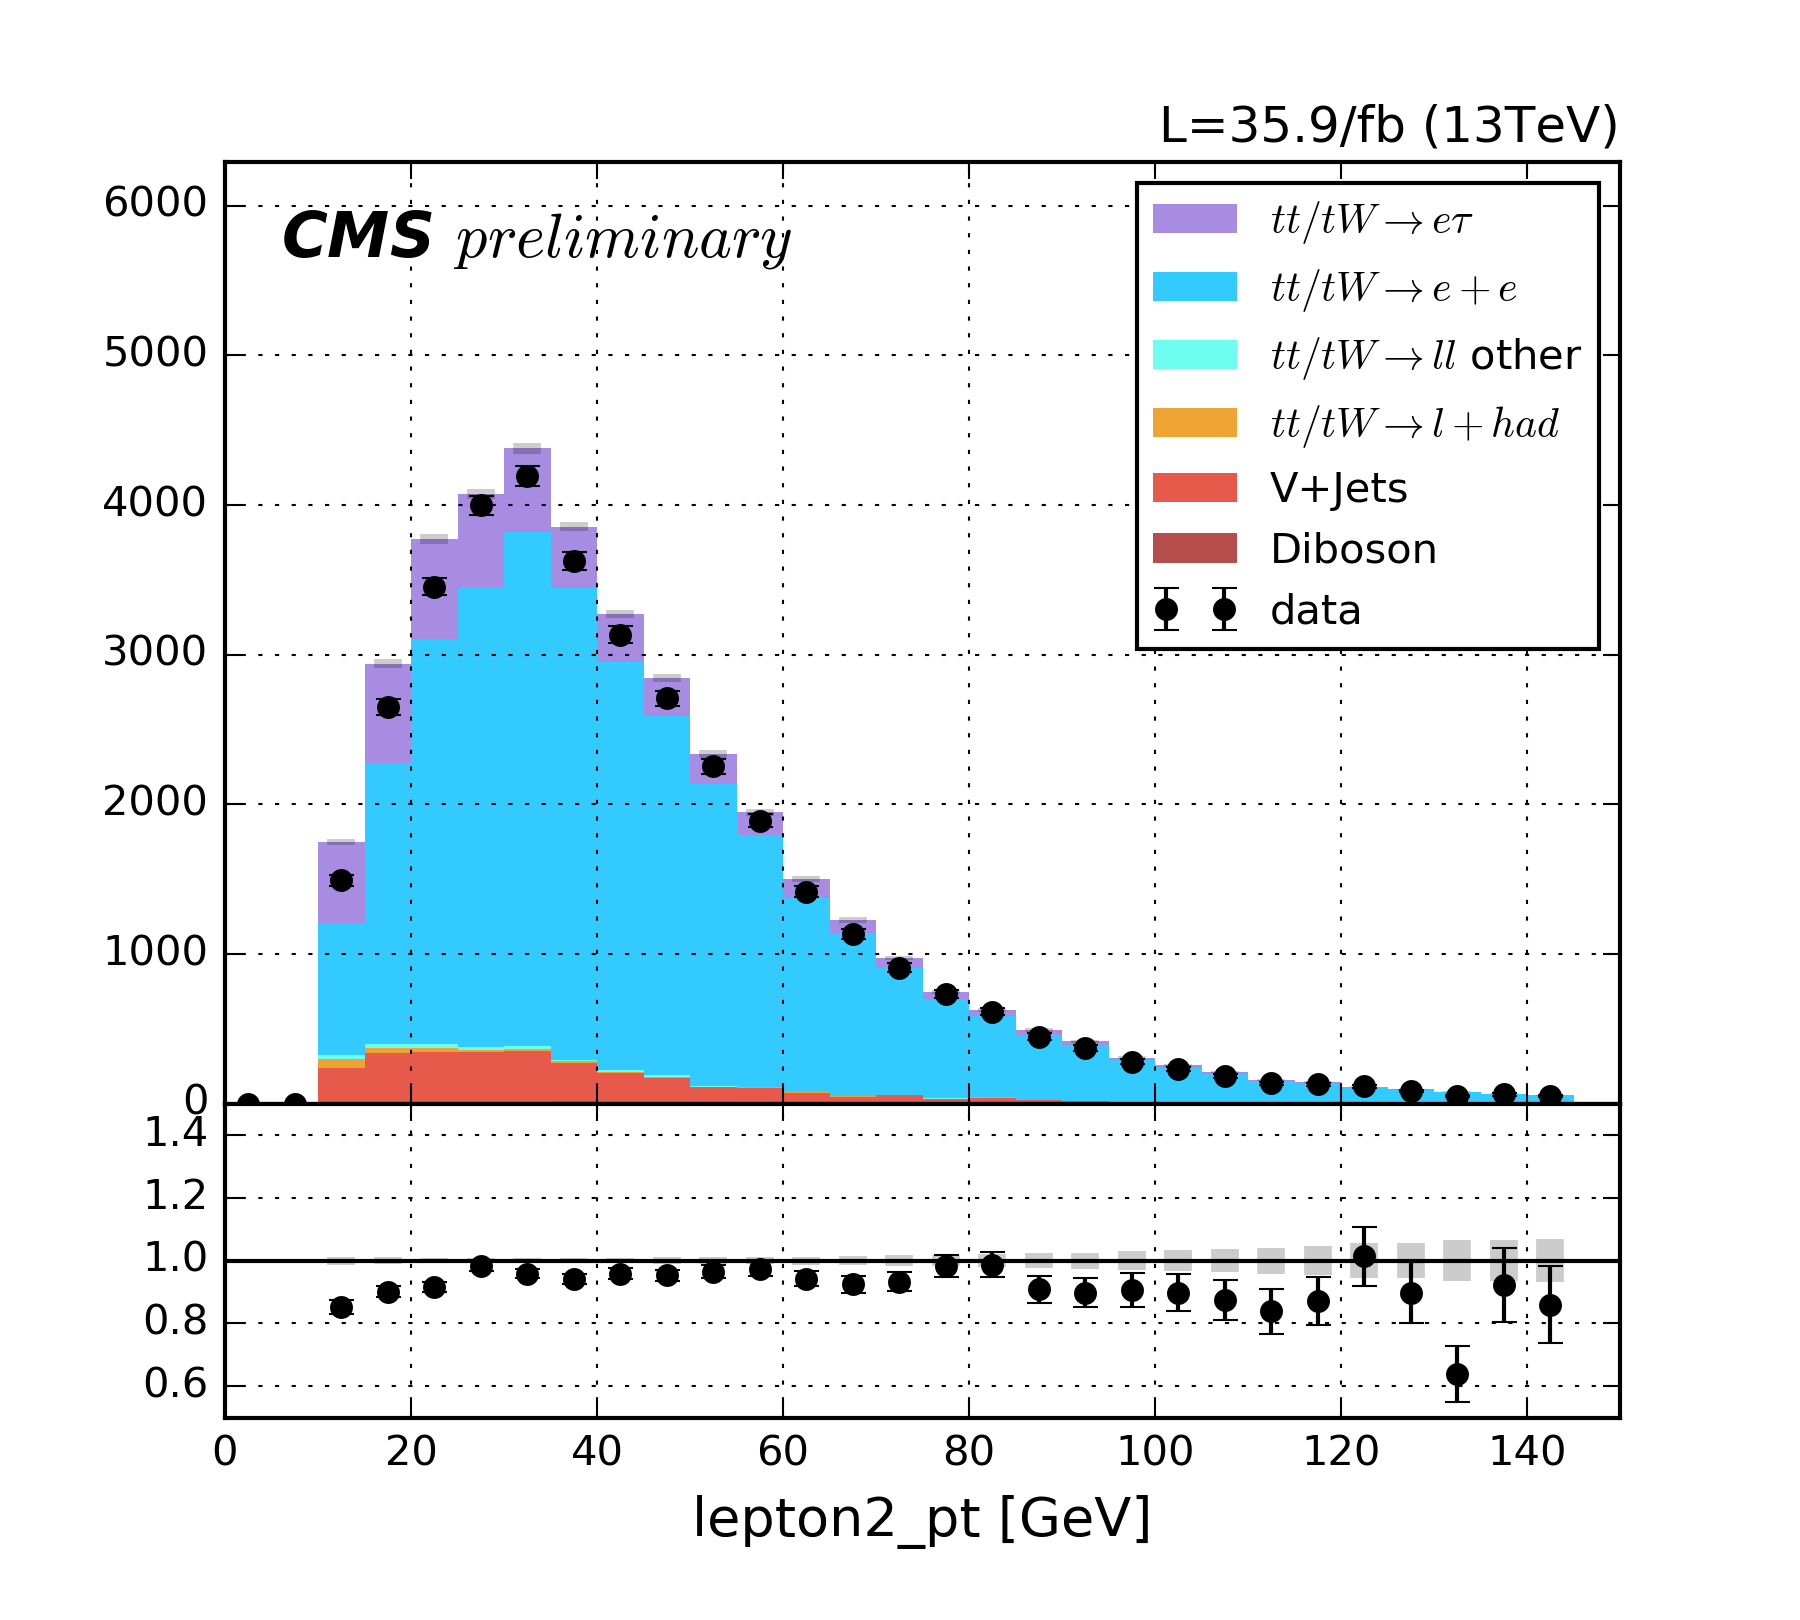 L=35.9/fb (13TeV)
CMS preliminary
tt/tW → eτ
tt/tW → e + e
tt/tW → ll other
tt/tW → l + had
V+Jets
Diboson
data
6000
5000
4000
3000
2000
1000
0
1.4
1.2
1.0
0.8
0.6
0 20 40 60 80 100 120 140
lepton2_pt [GeV]